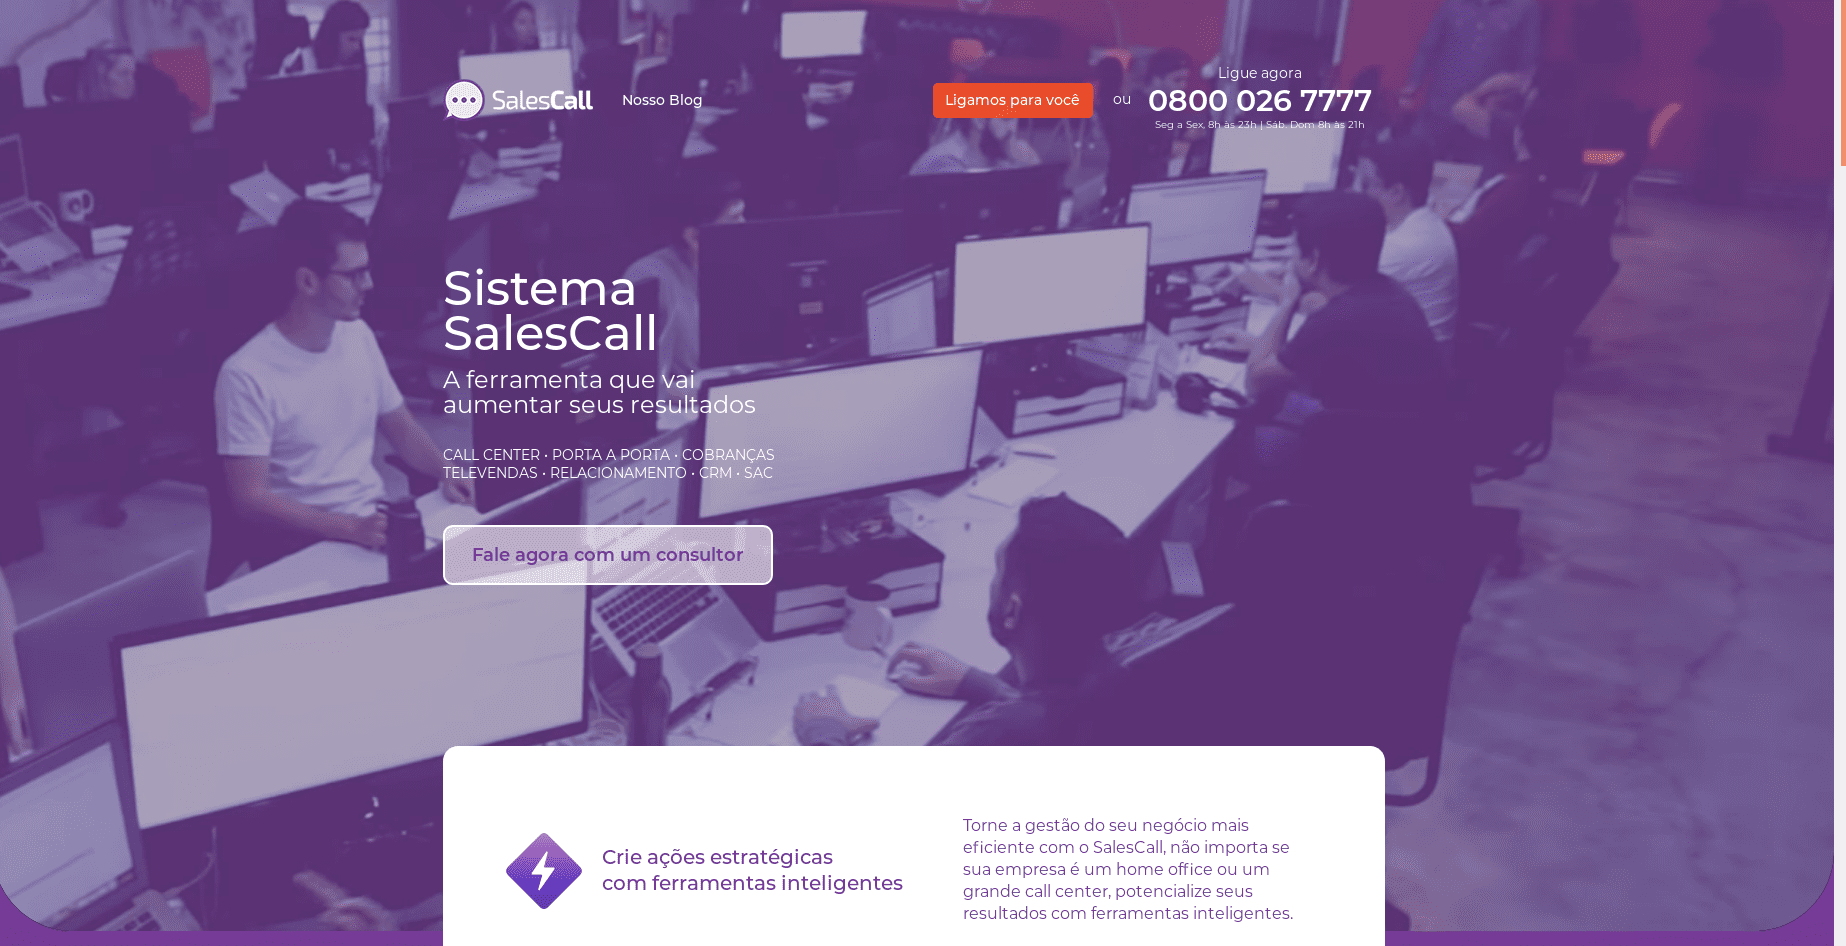 SalesCall
Nosso Blog
Ligamos para você
ou
Ligue agora
0800 026 7777
Seg a Sex, 8h às 23h | Sáb. Dom 8h às 21h
Sistema
SalesCall
A ferramenta que vai
aumentar seus resultados
CALL CENTER • PORTA A PORTA • COBRANÇAS
TELEVENDAS • RELACIONAMENTO • CRM • SAC
Fale agora com um consultor
Crie ações estratégicas
com ferramentas inteligentes
Torne a gestão do seu negócio mais
eficiente com o SalesCall, não importa se
sua empresa é um home office ou um
grande call center, potencialize seus
resultados com ferramentas inteligentes.